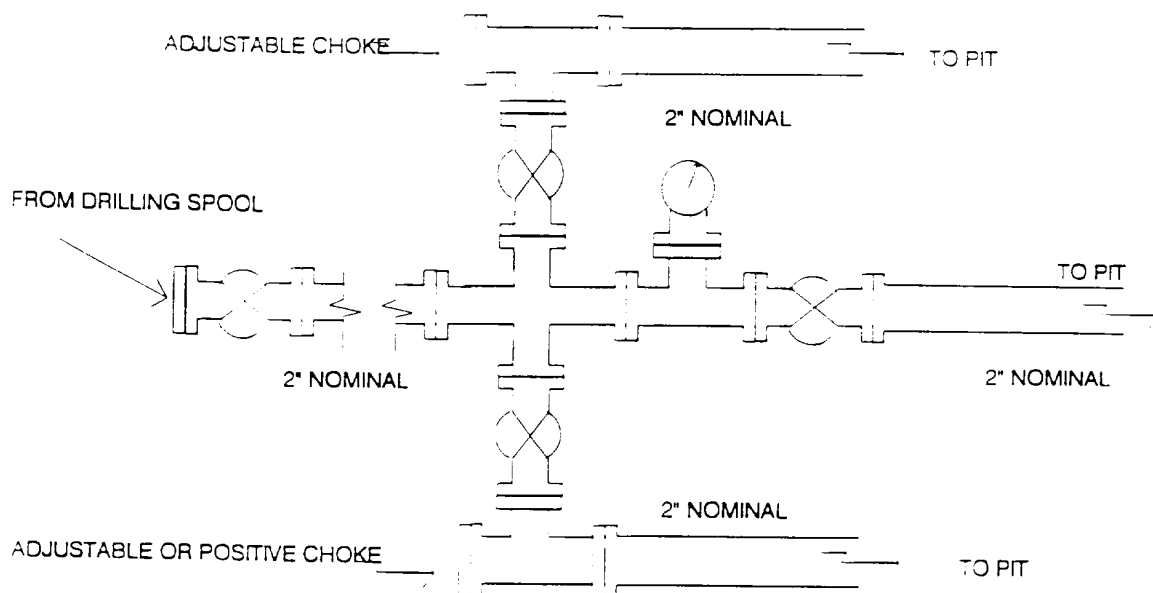 ADJUSTABLE CHOKE
TO PIT
2" NOMINAL
FROM DRILLING SPOOL
TO PIT
2" NOMINAL
2" NOMINAL
2" NOMINAL
ADJUSTABLE OR POSITIVE CHOKE
TO PIT